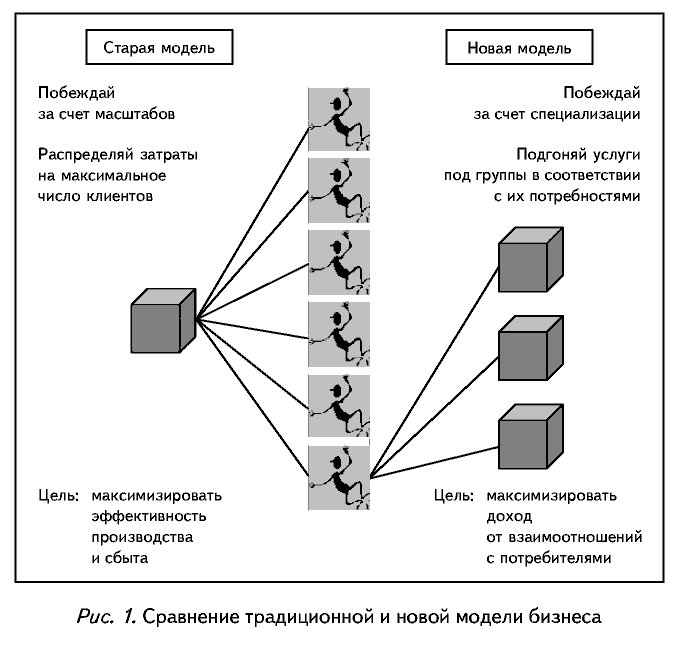 Старая модель
Побеждай
за счет масштабов
Распределяй затраты
на максимальное
число клиентов
Цель: максимизировать
эффективность
производства
и сбыта
Новая модель
Побеждай
за счет специализации
Подгоняй услуги
под группы в соответствии
с их потребностями
Цель: максимизировать
доход
от взаимоотношений
с потребителями
Рис. 1. Сравнение традиционной и новой модели бизнеса